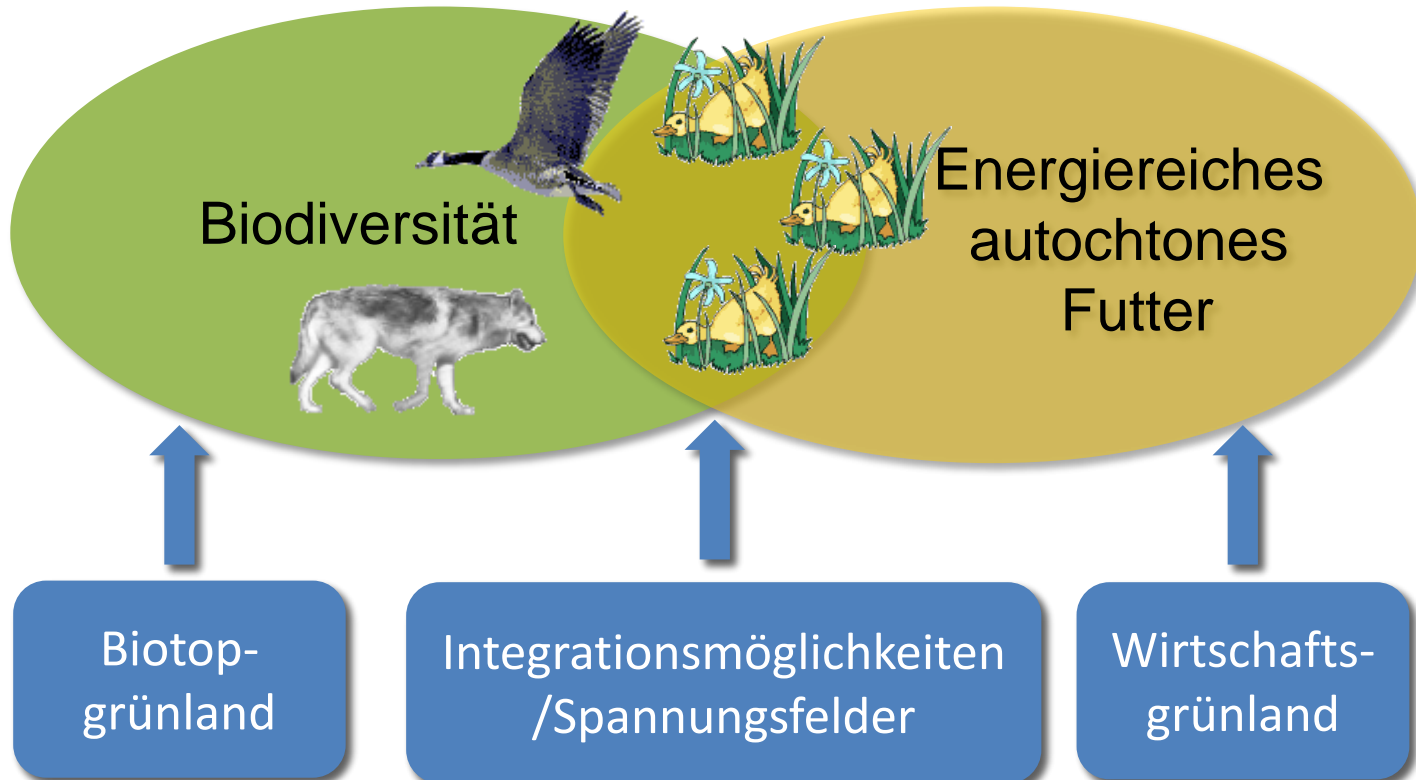 Biodiversität
Energiereiches
autochtones
Futter
Biotop-
grünland
Integrationsmöglichkeiten
/Spannungsfelder
Wirtschafts-
grünland